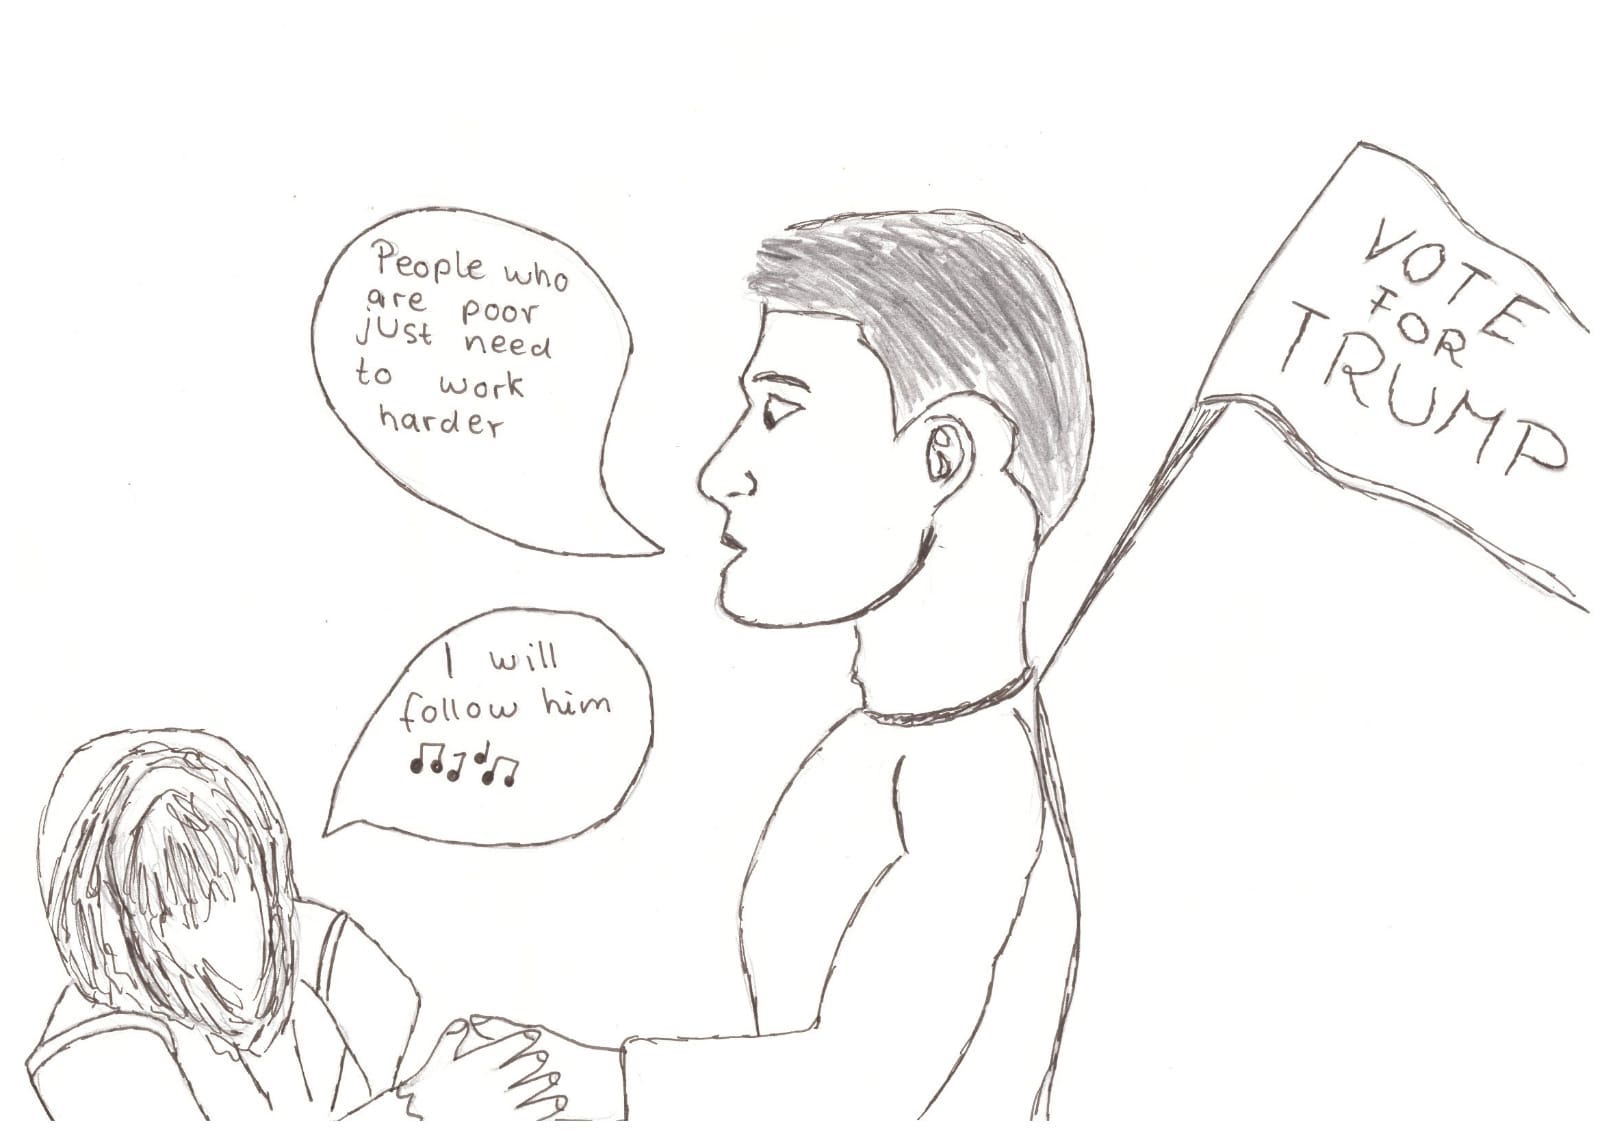 People who
are poor
just need
to work
harder
VOTE
FOR
TRUMP
I will
follow him